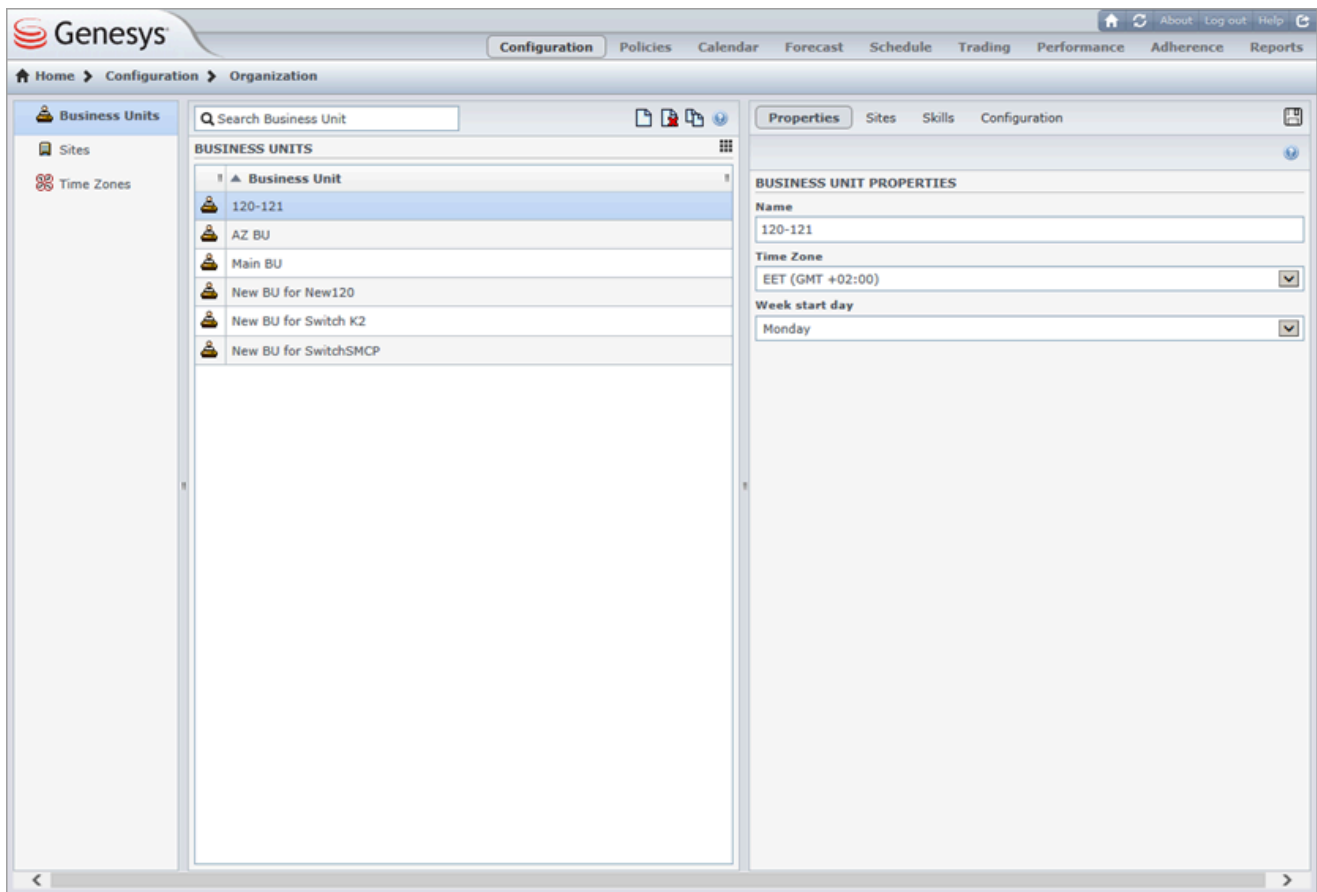 Genesys
About Log out Help
Configuration Policies Calendar Forecast Schedule Trading Performance Adherence Reports
Home Configuration Organization
Business Units
Sites
Time Zones
Search Business Unit
BUSINESS UNITS
Business Unit
120-121
AZ BU
Main BU
New BU for New120
New BU for Switch K2
New BU for SwitchSMCP
Properties Sites Skills Configuration
BUSINESS UNIT PROPERTIES
Name
120-121
Time Zone
EET (GMT +02:00)
Week start day
Monday